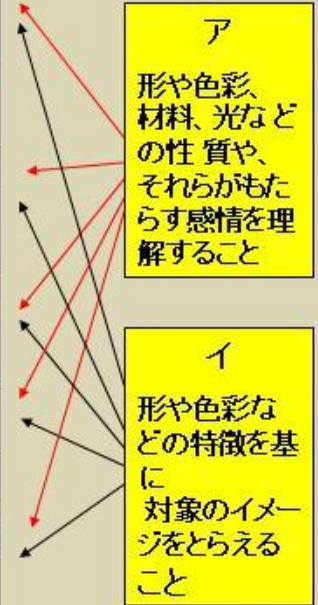 ア
形や色彩、
材料、光など
の性 質や、
それらがもた
らす感情を理
解すること
イ
形や色彩な
どの特徴を基
に
対象のイメー
ジをとらえる
こと